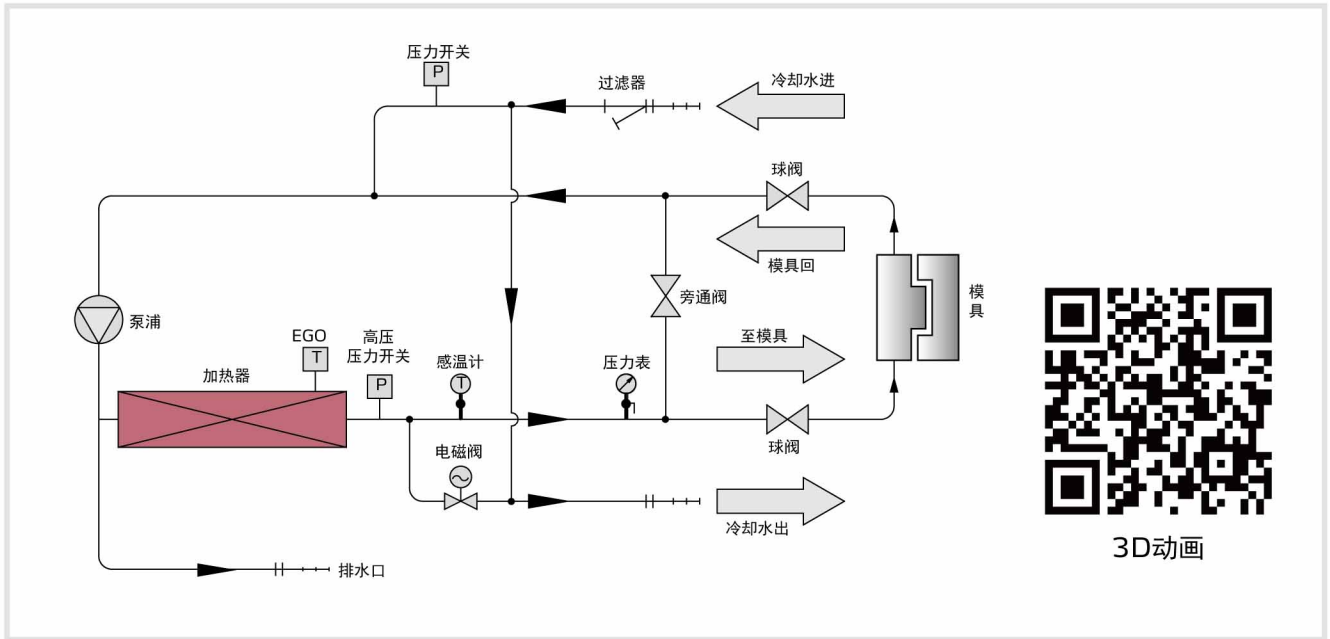 压力开关
P
过滤器
冷却水进
球阀
模具回
模
具
旁通阀
泵浦
EGO
T
高压
压力开关
P
感温计
T
压力表
至模具
加热器
球阀
电磁阀
冷却水出
3D动画
排水口